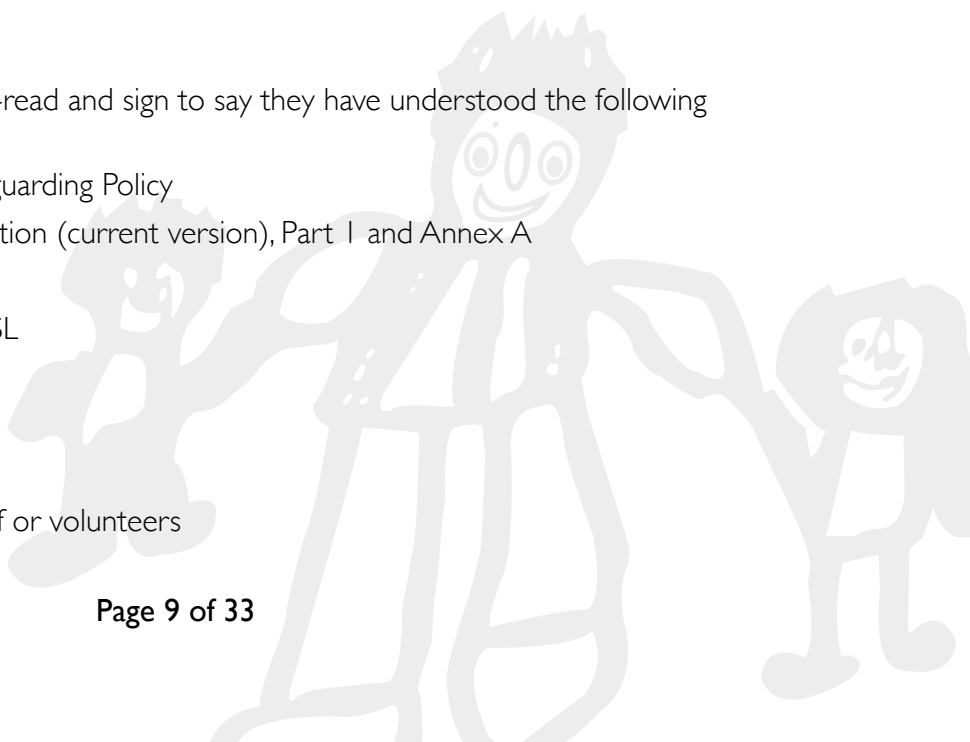 -read and sign to say they have understood the following
guarding Policy
tion (current version), Part 1 and Annex A
SL
f or volunteers
Page 9 of 33